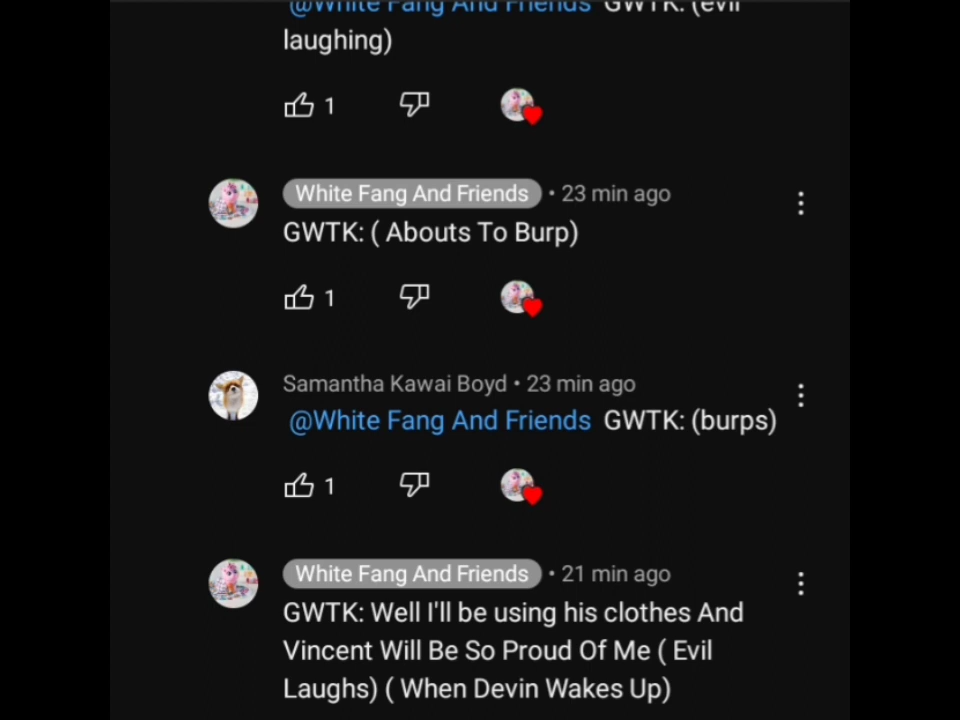 @White Fang And Friends GWTK: (evil
laughing)
1
White Fang And Friends • 23 min ago
GWTK: ( Abouts To Burp)
1
Samantha Kawai Boyd • 23 min ago
@White Fang And Friends GWTK: (burps)
1
White Fang And Friends • 21 min ago
GWTK: Well I'll be using his clothes And
Vincent Will Be So Proud Of Me ( Evil
Laughs) ( When Devin Wakes Up)